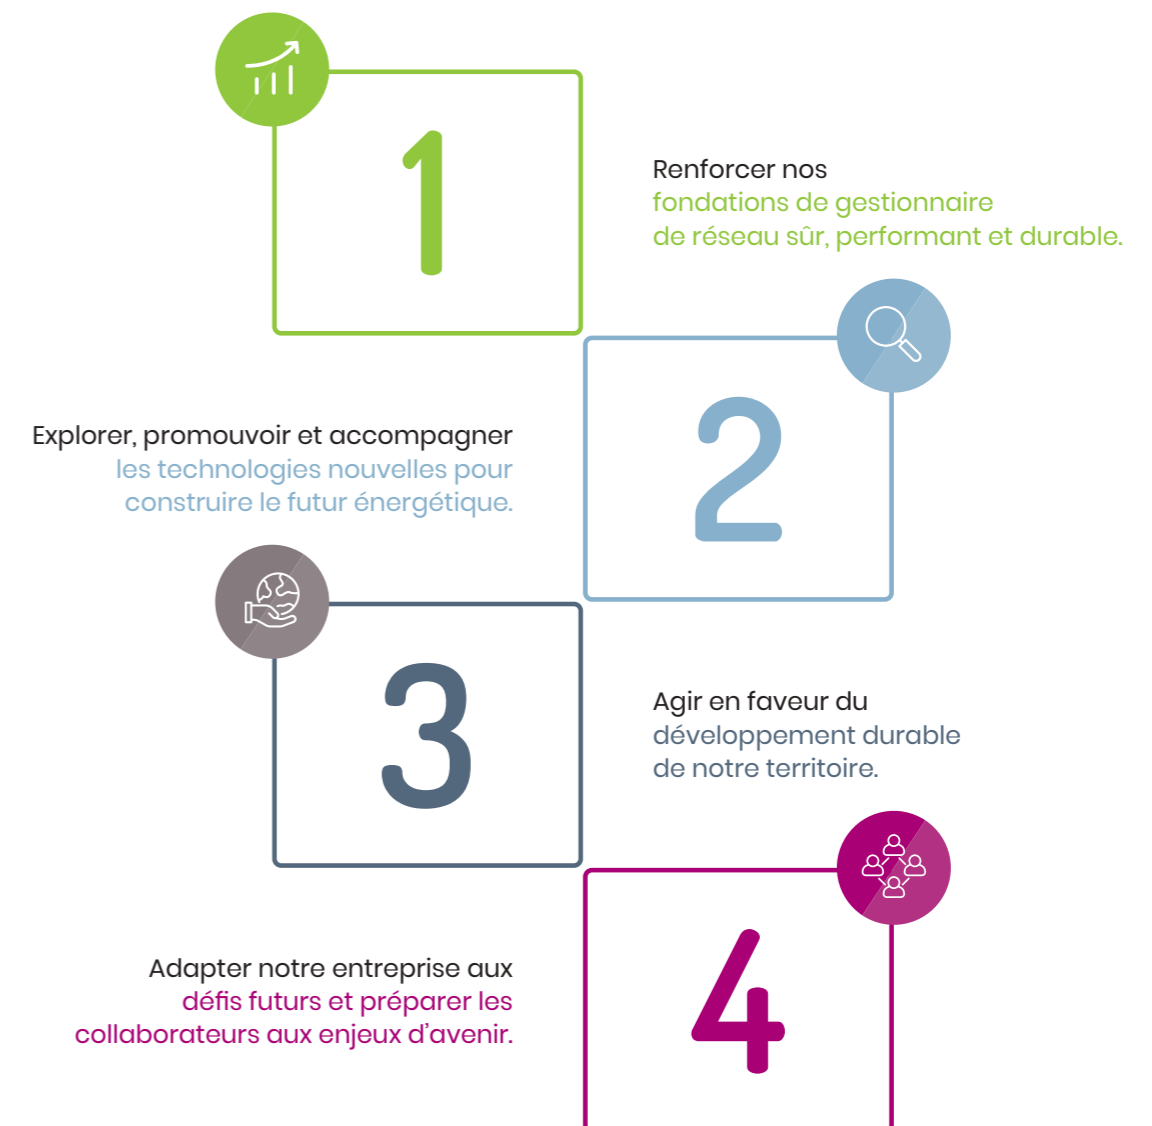 1
Renforcer nos
fondations de gestionnaire
de réseau sûr, performant et durable.
2
Explorer, promouvoir et accompagner
les technologies nouvelles pour
construire le futur énergétique.
3
Agir en faveur du
développement durable
de notre territoire.
4
Adapter notre entreprise aux
défis futurs et préparer les
collaborateurs aux enjeux d’avenir.